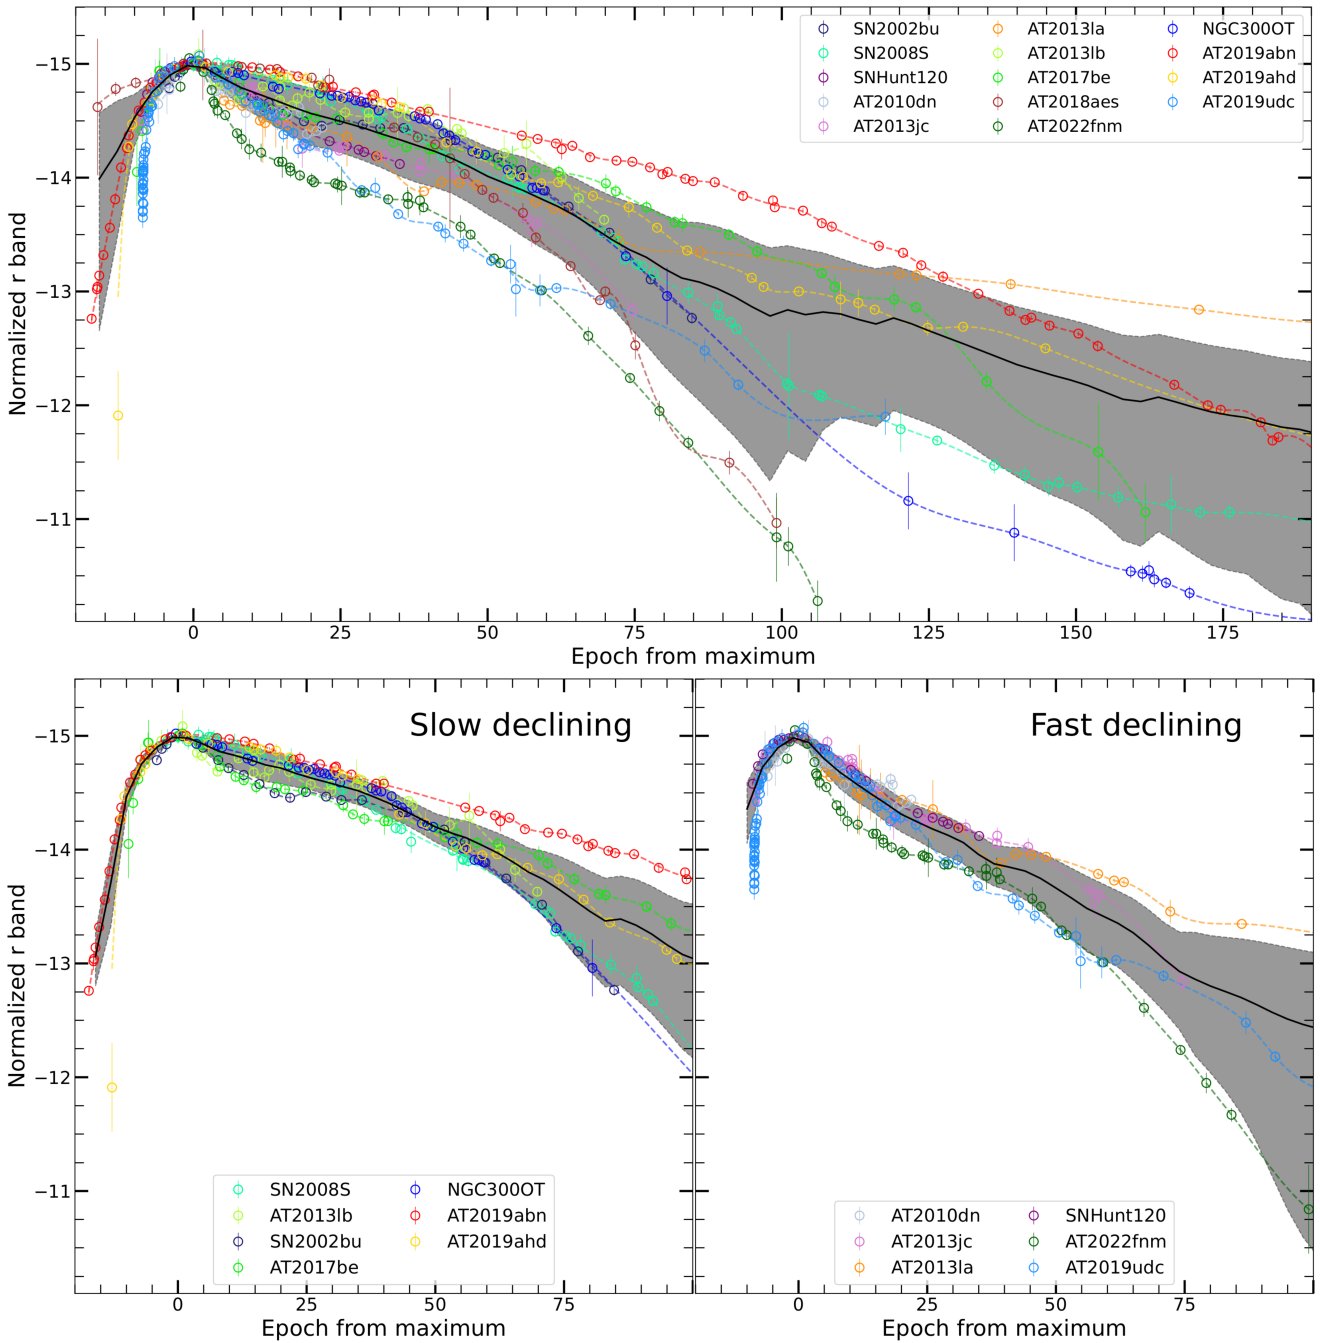 SN2002bu AT2013la NGC300OT
SN2008S AT2013lb AT2019abn
SNHunt120 AT2017be AT2019ahd
AT2010dn AT2018aes AT2019udc
AT2013jc AT2022fnm
Normalized r band
−15
−14
−13
−12
−11
0 25 50 75 100 125 150 175
Epoch from maximum
Slow declining
Normalized r band
−15
−14
−13
−12
−11
SN2008S NGC300OT
AT2013lb AT2019abn
SN2002bu AT2019ahd
AT2017be
0 25 50 75
Epoch from maximum
Fast declining
AT2010dn SNHunt120
AT2013jc AT2022fnm
AT2013la AT2019udc
0 25 50 75
Epoch from maximum